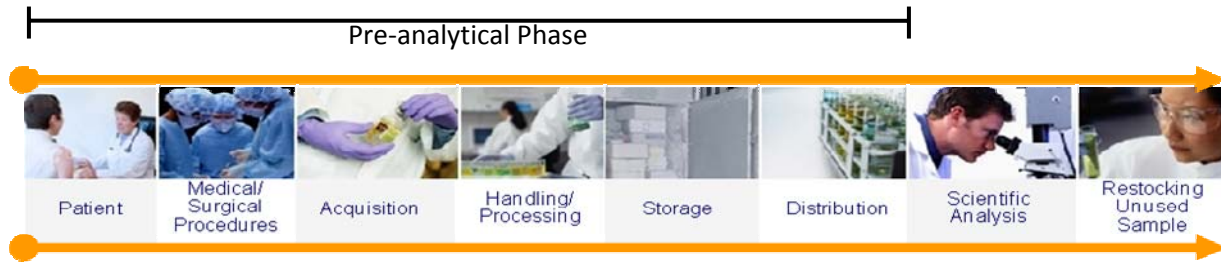 Pre-analytical Phase
Patient
Medical/
Surgical
Procedures
Acquisition
Handling/
Processing
Storage
Distribution
Scientific
Analysis
Restocking
Unused
Sample